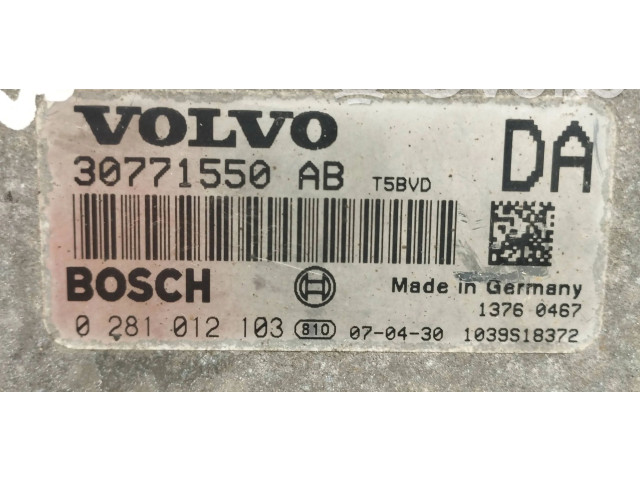 VOLVO DA
30771550 AB T5BVD
BOSCH Made in Germany
1376 0467
0 281 012 103 810 07-04-30 1039S18372